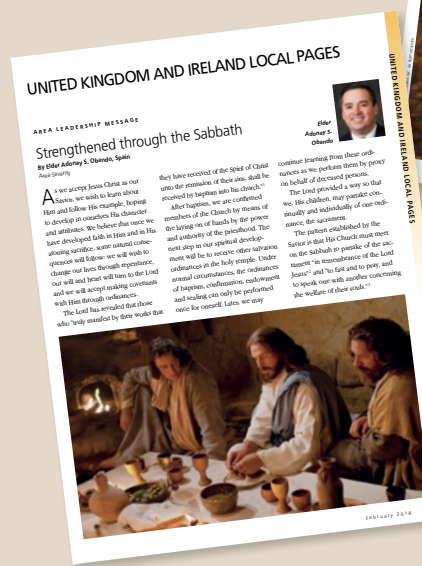 UNITED KINGDOM AND IRELAND LOCAL PAGES
AREA LEADERSHIP MESSAGE
Strengthened through the Sabbath
By Elder Adonay S. Obando, Spain
Area Seventy
Elder
Adonay S.
Obando
As we accept Jesus Christ as our
Savior, we wish to learn about
Him and follow His example, hoping
to develop in ourselves His character
and attributes. We believe that once we
have developed faith in Him and in His
atoning sacrifice, some natural conse-
quences will follow: we will wish to
change our lives through repentance,
our will and heart will turn to the Lord
and we will accept making covenants
with Him through ordinances.
The Lord has revealed that those
who "truly manifest by their works that
they have received of the Spirit of Christ
unto the remission of their sins, shall be
received by baptism into his church."
After baptism, we are confirmed
members of the Church by means of
the laying on of hands by the power
and authority of the priesthood. The
next step in our spiritual develop-
ment will be to receive other salvation
ordinances in the holy temple. Under
normal circumstances, the ordinances
of baptism, confirmation, endowment
and sealing can only be performed
once for oneself. Later, we may
continue learning from these ordi-
nances as we perform them by proxy
on behalf of deceased persons.
The Lord provided a way so that
we, His children, may partake con-
tinually and individually of one ordi-
nance, the sacrament.
The pattern established by the
Savior is that His Church must meet
on the Sabbath to partake of the sac-
rament "in remembrance of the Lord
Jesus" and "to fast and to pray, and
to speak one with another concerning
the welfare of their souls."
UNITED KINGDOM AND IRELAND LOCAL PAGES
February 2018